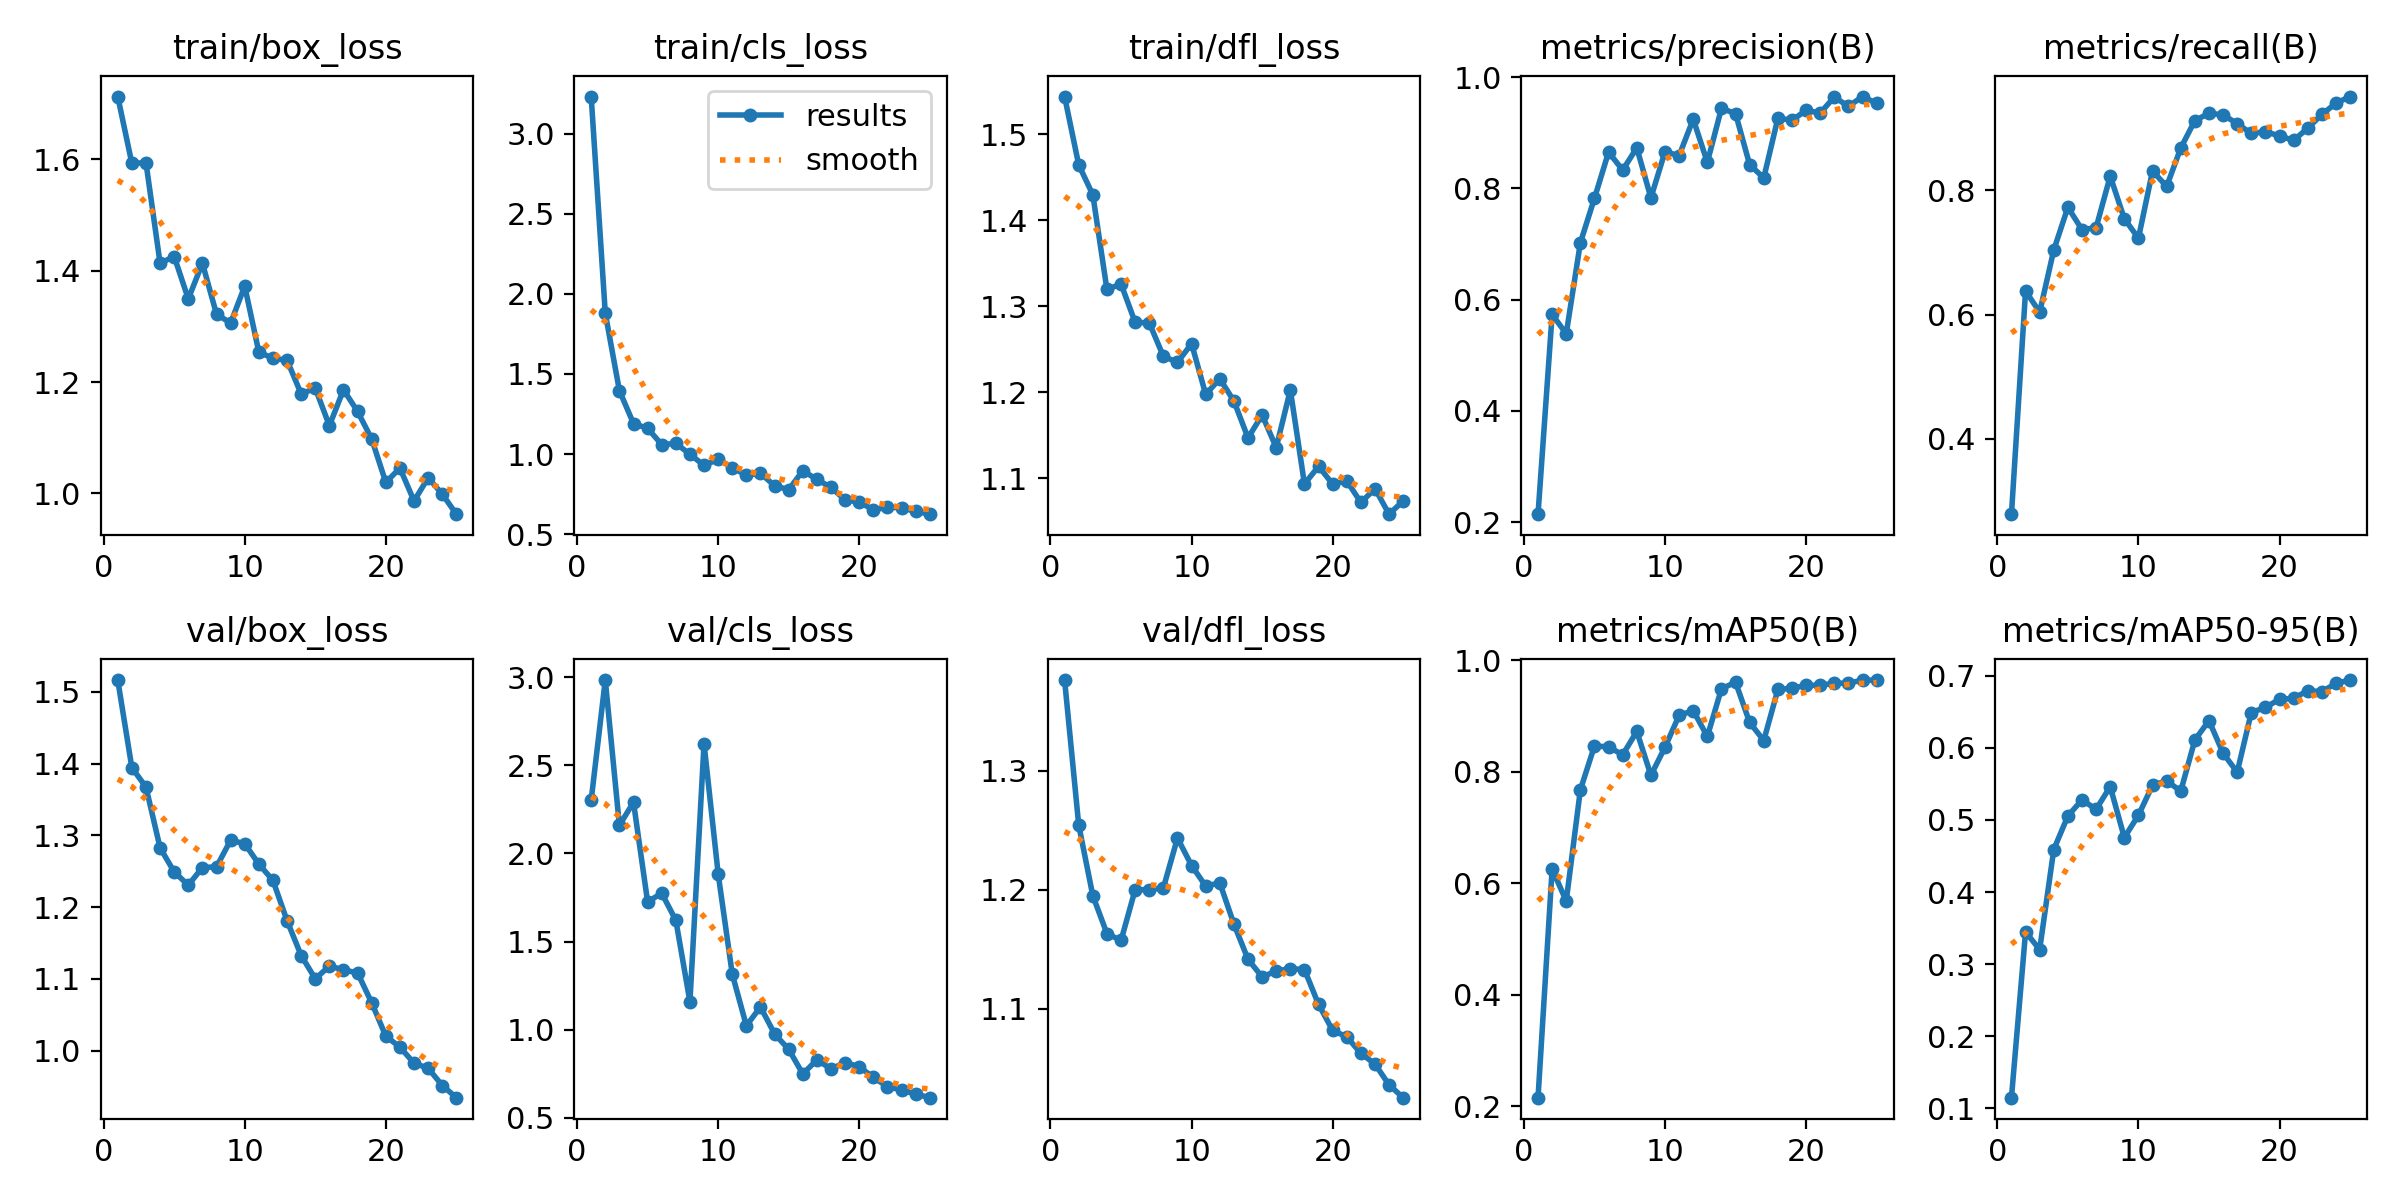 train/box_loss
1.6
1.4
1.2
1.0
0 10 20
train/cls_loss
results
smooth
3.0
2.5
2.0
1.5
1.0
0.5
0 10 20
train/dfl_loss
1.5
1.4
1.3
1.2
1.1
0 10 20
metrics/precision(B)
1.0
0.8
0.6
0.4
0.2
0 10 20
metrics/recall(B)
0.8
0.6
0.4
0 10 20
val/box_loss
1.5
1.4
1.3
1.2
1.1
1.0
0 10 20
val/cls_loss
3.0
2.5
2.0
1.5
1.0
0.5
0 10 20
val/dfl_loss
1.3
1.2
1.1
0 10 20
metrics/mAP50(B)
1.0
0.8
0.6
0.4
0.2
0 10 20
metrics/mAP50-95(B)
0.7
0.6
0.5
0.4
0.3
0.2
0.1
0 10 20